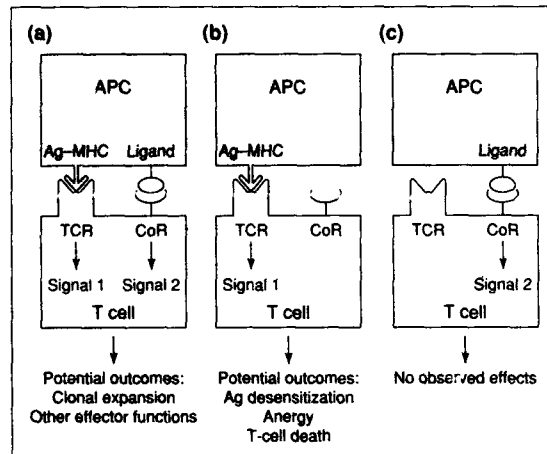 (a)
APC
Ag–MHC Ligand
TCR CoR
Signal 1 Signal 2
T cell
Potential outcomes:
Clonal expansion
Other effector functions
(b)
APC
Ag–MHC
TCR CoR
Signal 1
T cell
Potential outcomes:
Ag desensitization
Anergy
T-cell death
(c)
APC
Ligand
TCR CoR
Signal 2
T cell
No observed effects